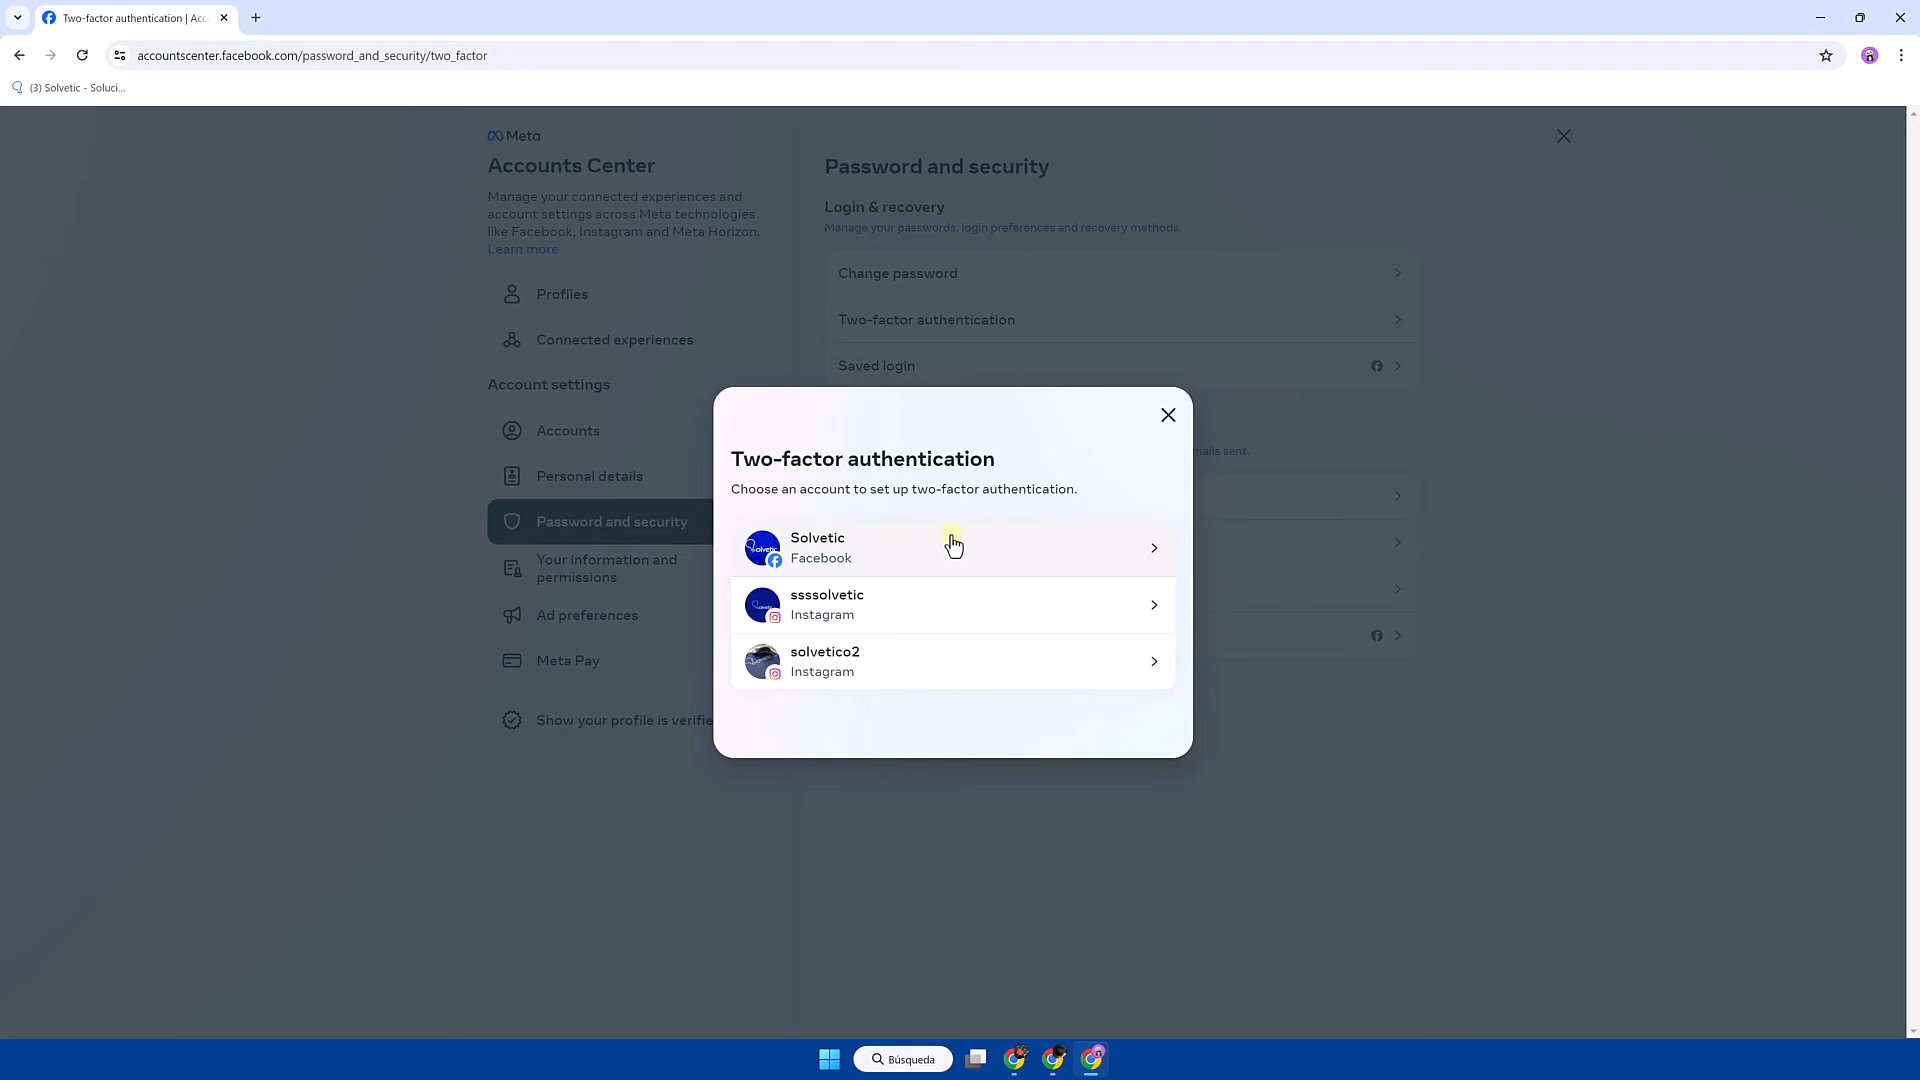 Two-factor authentication | Acc
accountscenter.facebook.com/password_and_security/two_factor
(3) Solvetic - Soluci...
Meta
Accounts Center
Manage your connected experiences and
account settings across Meta technologies
like Facebook, Instagram and Meta Horizon.
Learn more
Profiles
Connected experiences
Account settings
Accounts
Personal details
Password and security
Your information and
permissions
Ad preferences
Meta Pay
Show your profile is verifie
Password and security
Login & recovery
Manage your passwords, login preferences and recovery methods.
Change password
Two-factor authentication
Saved login
mails sent.
Two-factor authentication
Choose an account to set up two-factor authentication.
Solvetic
Facebook
ssssolvetic
Instagram
solvetico2
Instagram
Búsqueda